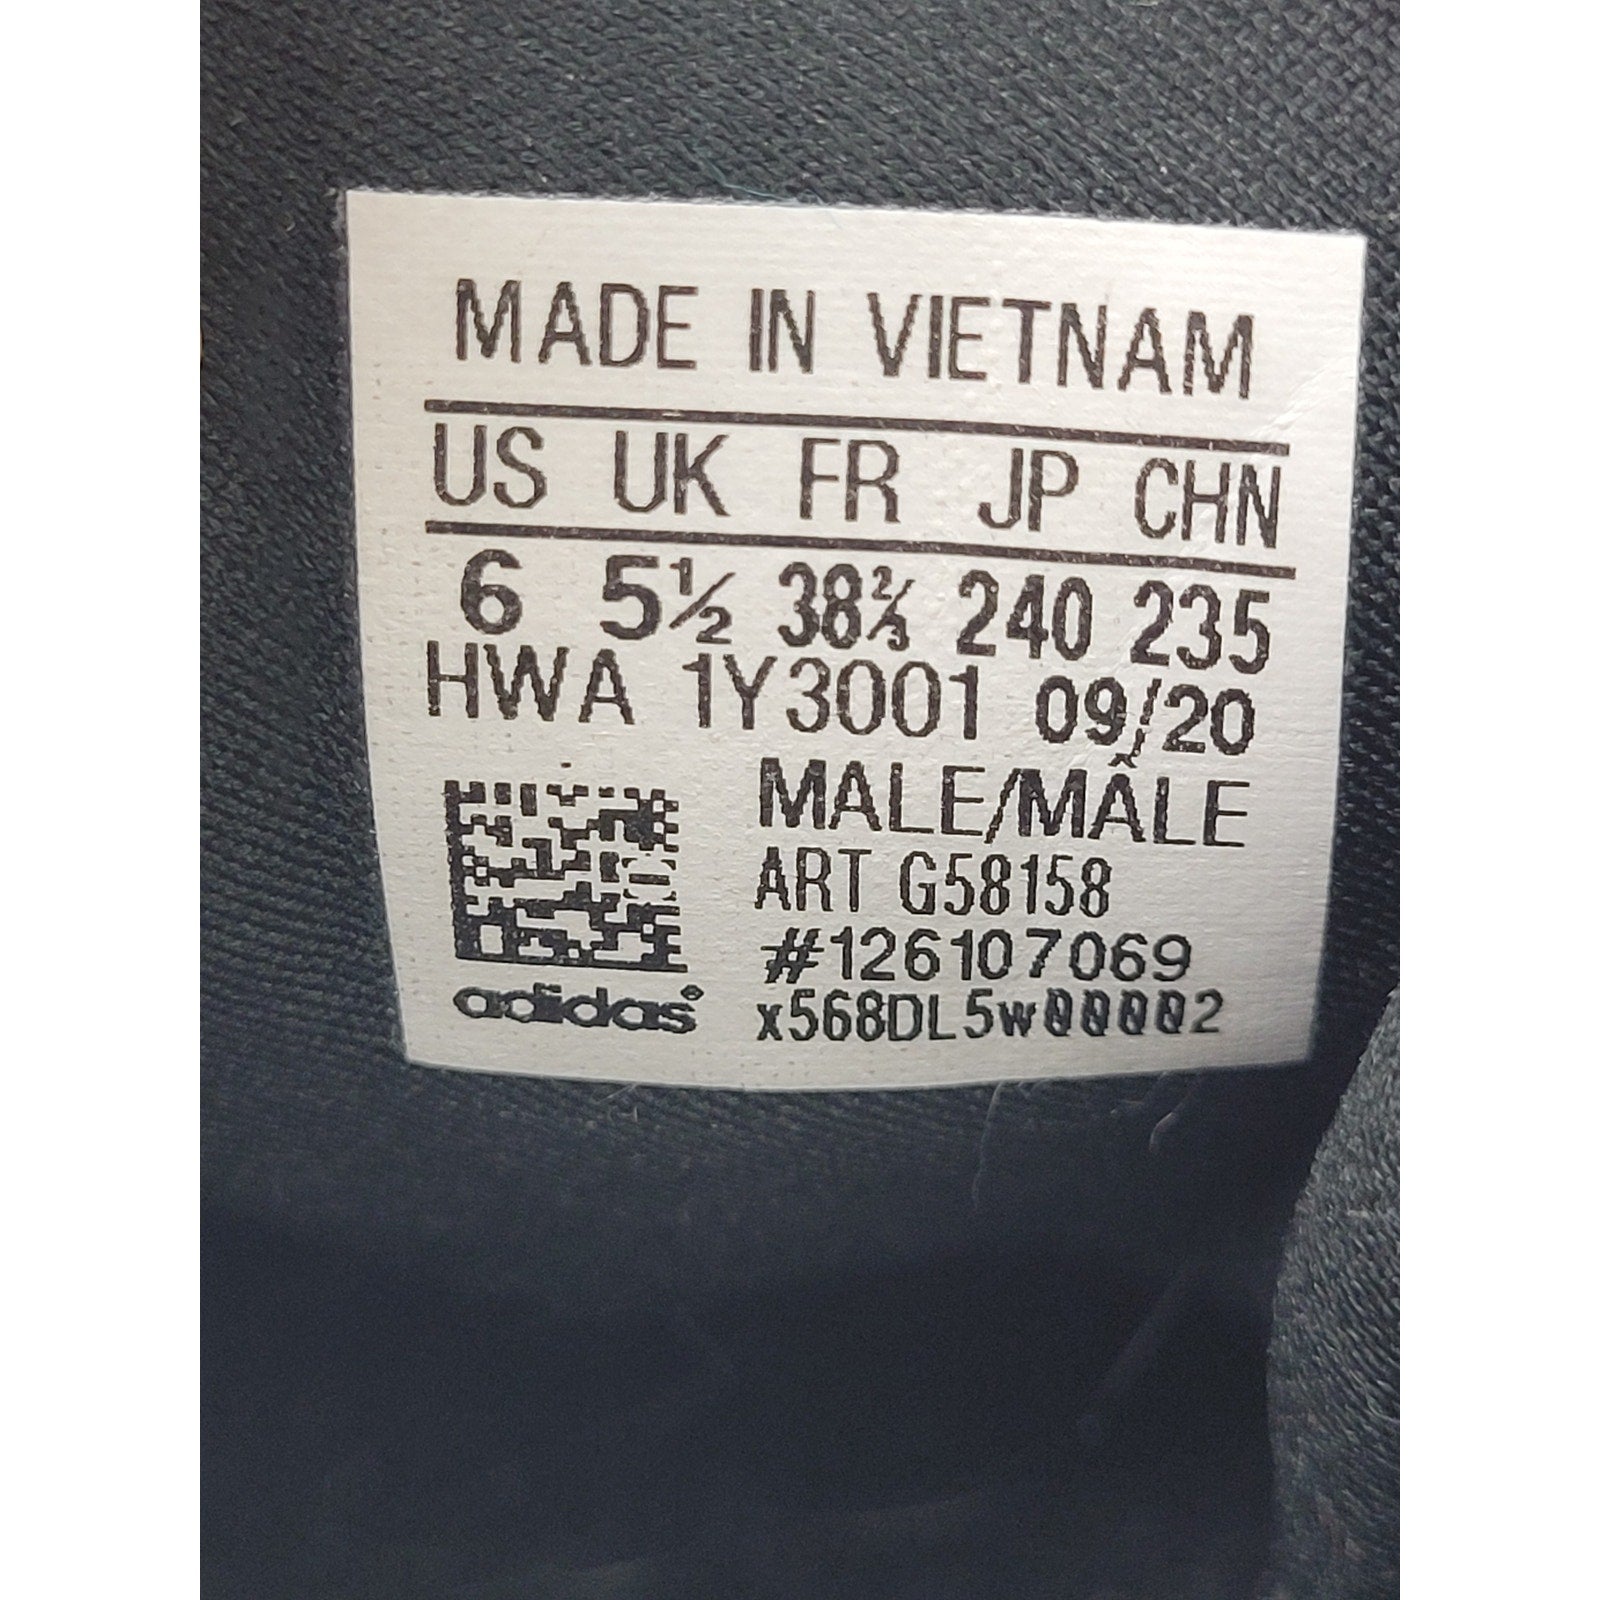 MADE IN VIETNAM
US UK FR JP CHN
6 5½ 38⅔ 240 235
HWA 1Y3001 09/20
MALE/MÂLE
ART G58158
#126107069
adidas®
x568DL5w00002